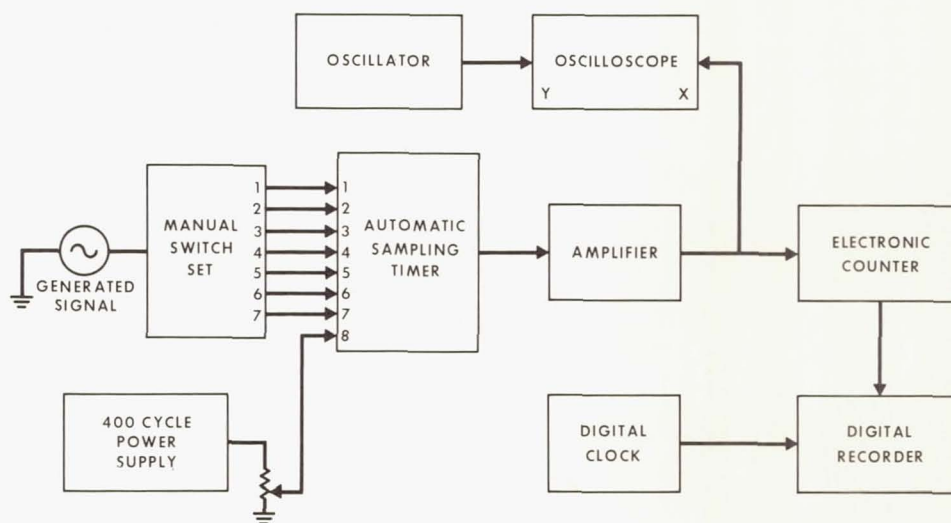 OSCILLATOR
OSCILLOSCOPE
Y X
GENERATED
SIGNAL
MANUAL
SWITCH
SET
1
2
3
4
5
6
7
1
2
3
4
5
6
7
8
AUTOMATIC
SAMPLING
TIMER
AMPLIFIER
ELECTRONIC
COUNTER
400 CYCLE
POWER
SUPPLY
DIGITAL
CLOCK
DIGITAL
RECORDER